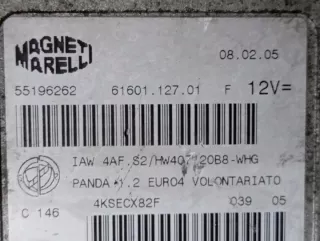 MAGNETI
MARELLI
08.02.05
55196262 61601.127.01 F 12V=
IAW 4AF.S2/HW407/20B8-WHG
PANDA 1.2 EURO4 VOLONTARIATO
C 146 4KSECX82F 039 05